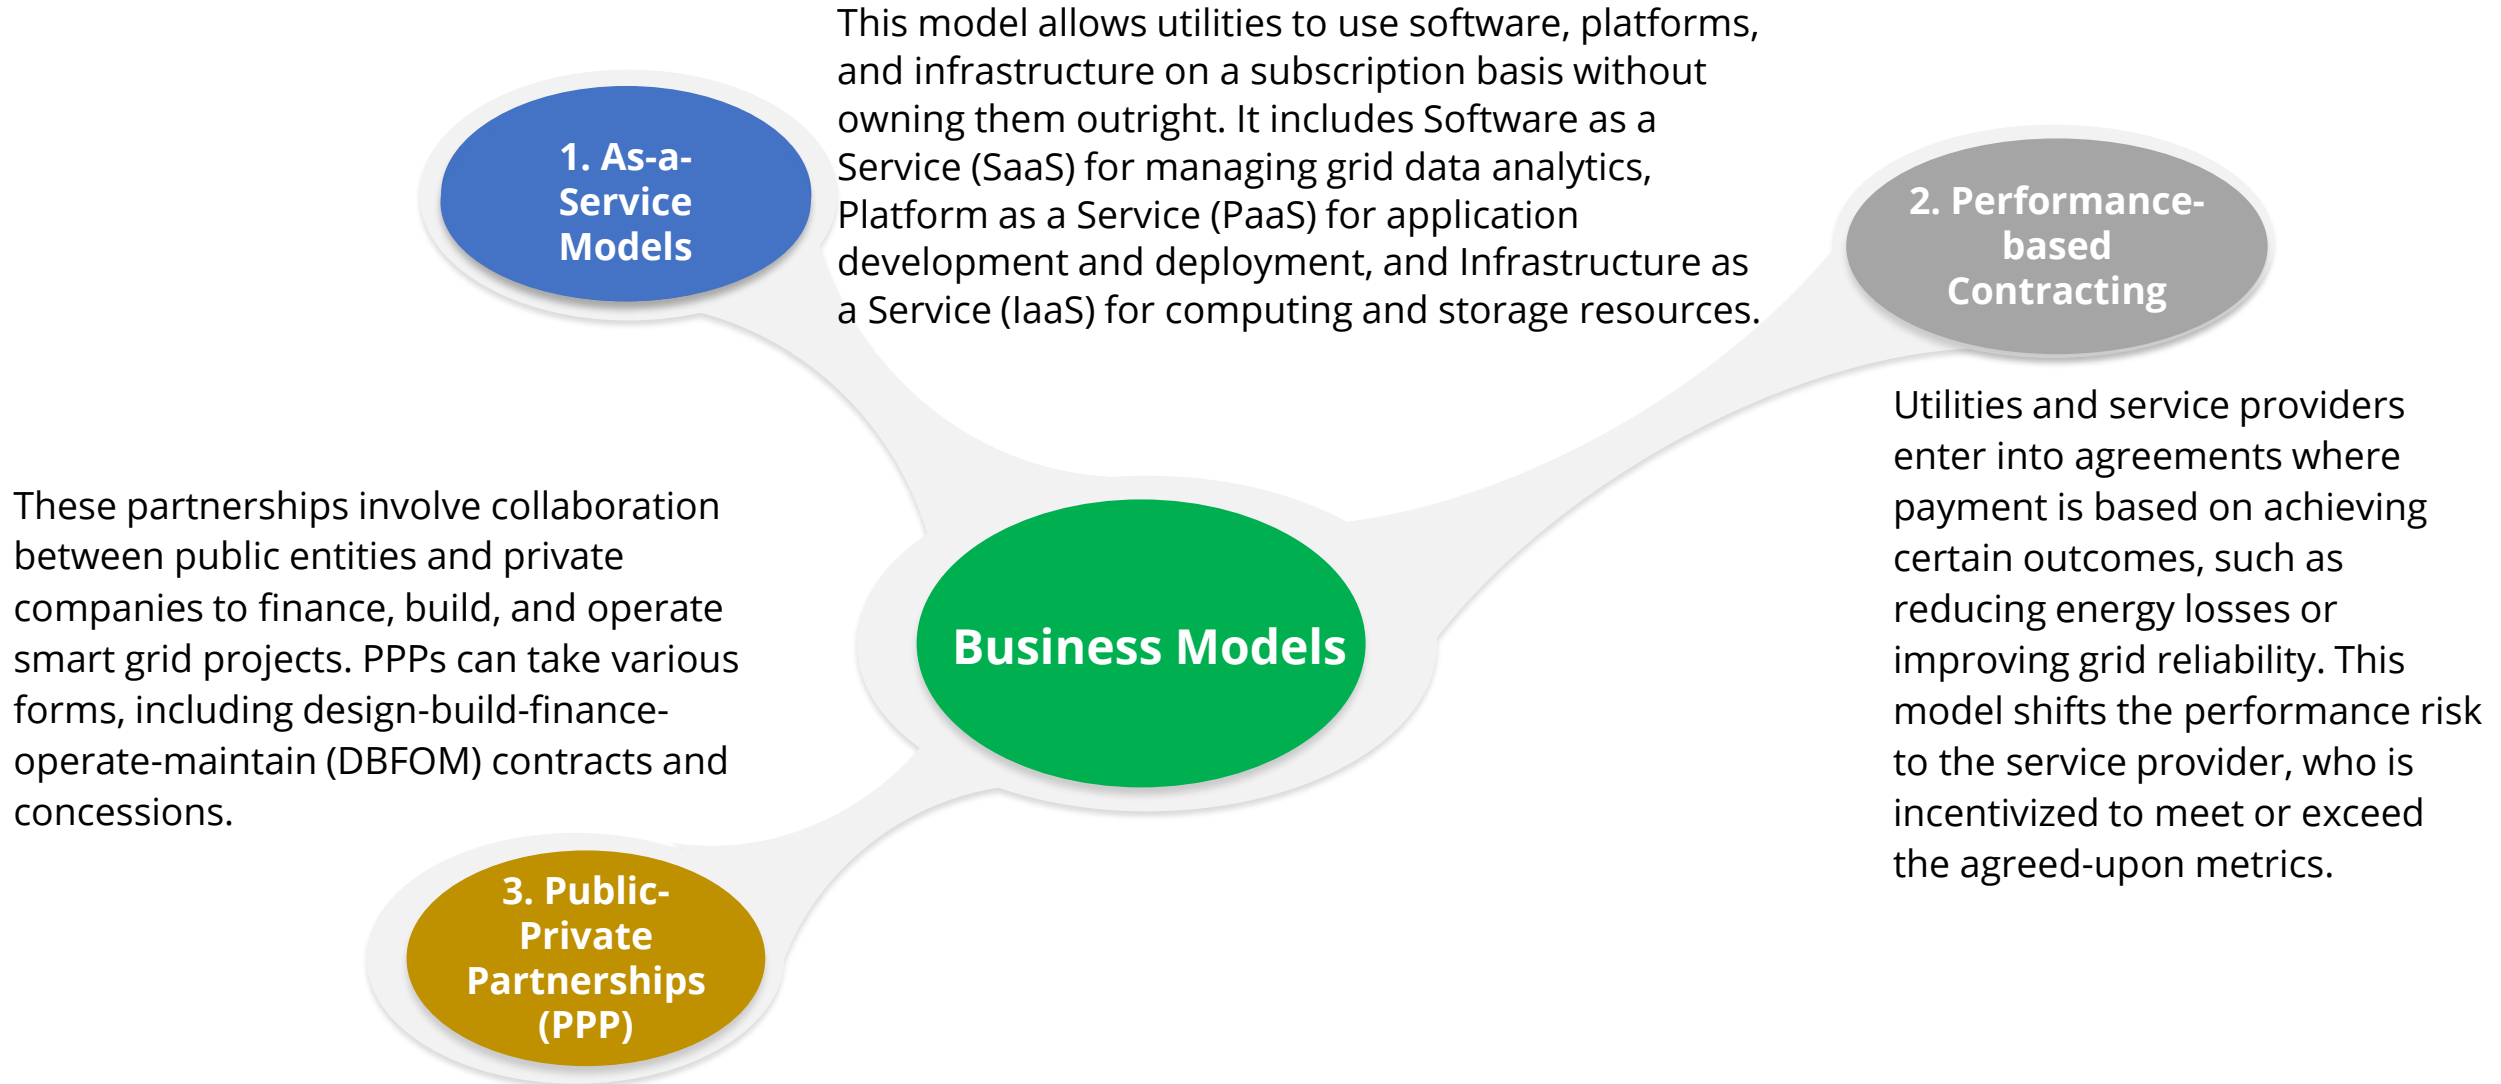 This model allows utilities to use software, platforms,
and infrastructure on a subscription basis without
owning them outright. It includes Software as a
Service (SaaS) for managing grid data analytics,
Platform as a Service (PaaS) for application
development and deployment, and Infrastructure as
a Service (IaaS) for computing and storage resources.
1. As-a-
Service
Models
2. Performance-
based
Contracting
Utilities and service providers
enter into agreements where
payment is based on achieving
certain outcomes, such as
reducing energy losses or
improving grid reliability. This
model shifts the performance risk
to the service provider, who is
incentivized to meet or exceed
the agreed-upon metrics.
Business Models
These partnerships involve collaboration
between public entities and private
companies to finance, build, and operate
smart grid projects. PPPs can take various
forms, including design-build-finance-
operate-maintain (DBFOM) contracts and
concessions.
3. Public-
Private
Partnerships
(PPP)